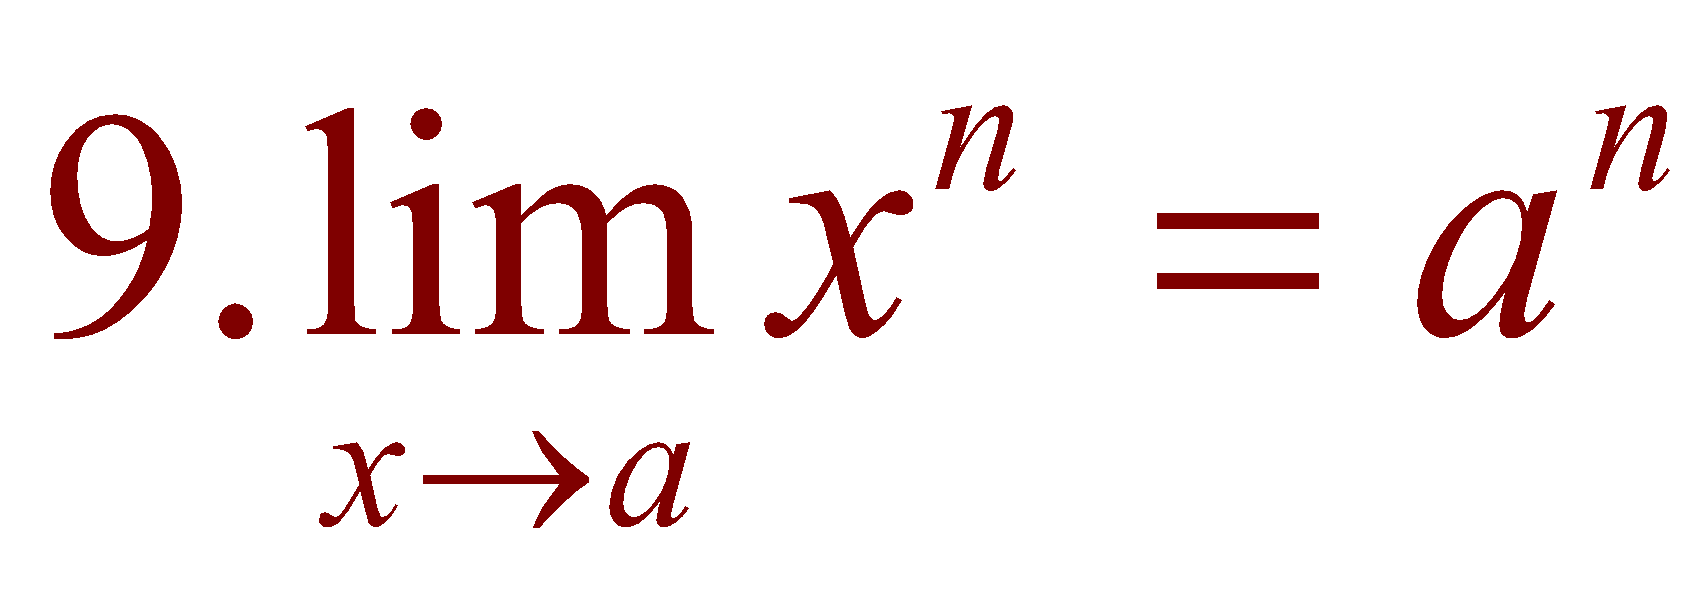 9. lim x^n = a^n
x→a